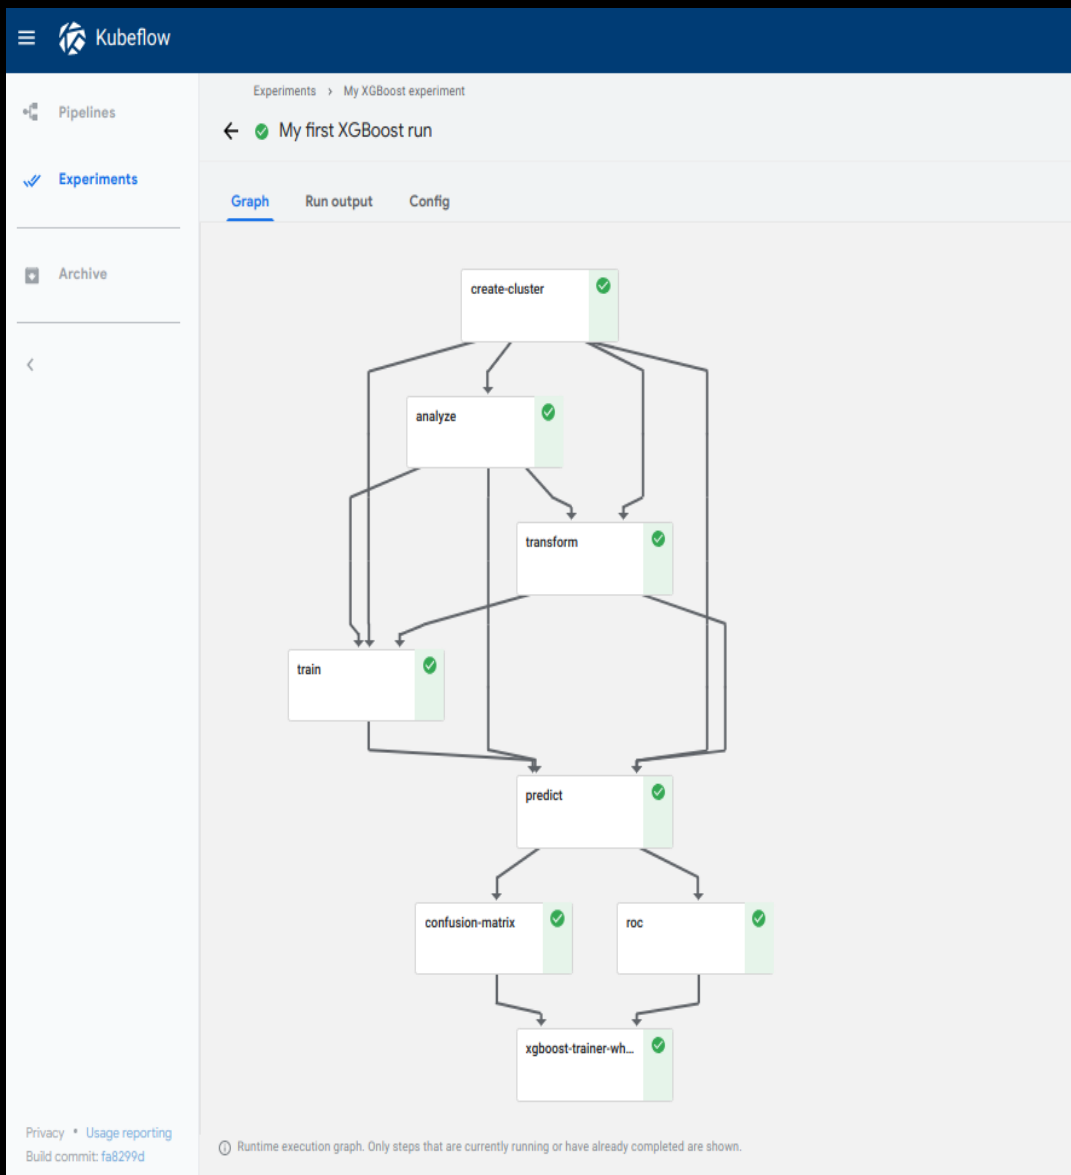 Kubeflow
Pipelines
Experiments
Archive
Privacy • Usage reporting
Build commit: fa8299d
Experiments › My XGBoost experiment
My first XGBoost run
Graph Run output Config
create-cluster
analyze
transform
train
predict
confusion-matrix
roc
xgboost-trainer-wh...
Runtime execution graph. Only steps that are currently running or have already completed are shown.